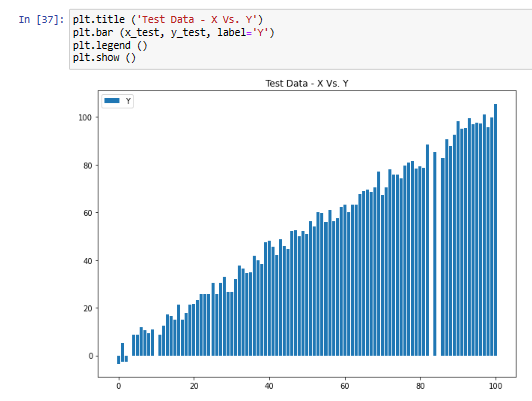 In [37]: plt.title ('Test Data - X Vs. Y')
plt.bar (x_test, y_test, label='Y')
plt.legend ()
plt.show ()
Test Data - X Vs. Y
Y
100
80
60
40
20
0
0 20 40 60 80 100